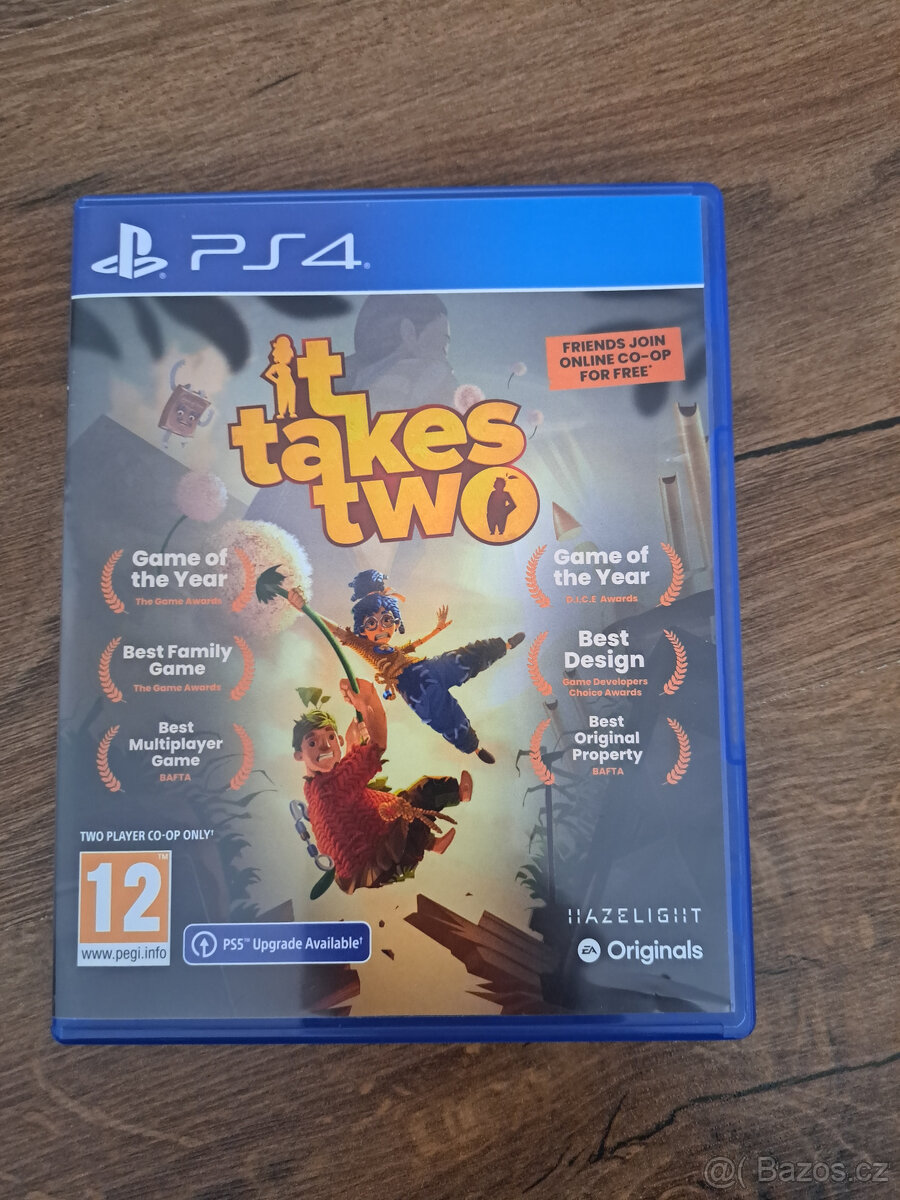 PS4
it
takes
two
FRIENDS JOIN
ONLINE CO-OP
FOR FREE*
Game of
the Year
The Game Awards
Game of
the Year
D.I.C.E Awards
Best Family
Game
The Game Awards
Best
Design
Game Developers
Choice Awards
Best
Multiplayer
Game
BAFTA
Best
Original
Property
BAFTA
TWO PLAYER CO-OP ONLY†
12™
www.pegi.info
PS5™ Upgrade Available†
HAZELIGHT
EA Originals
@( Bazoš.cz